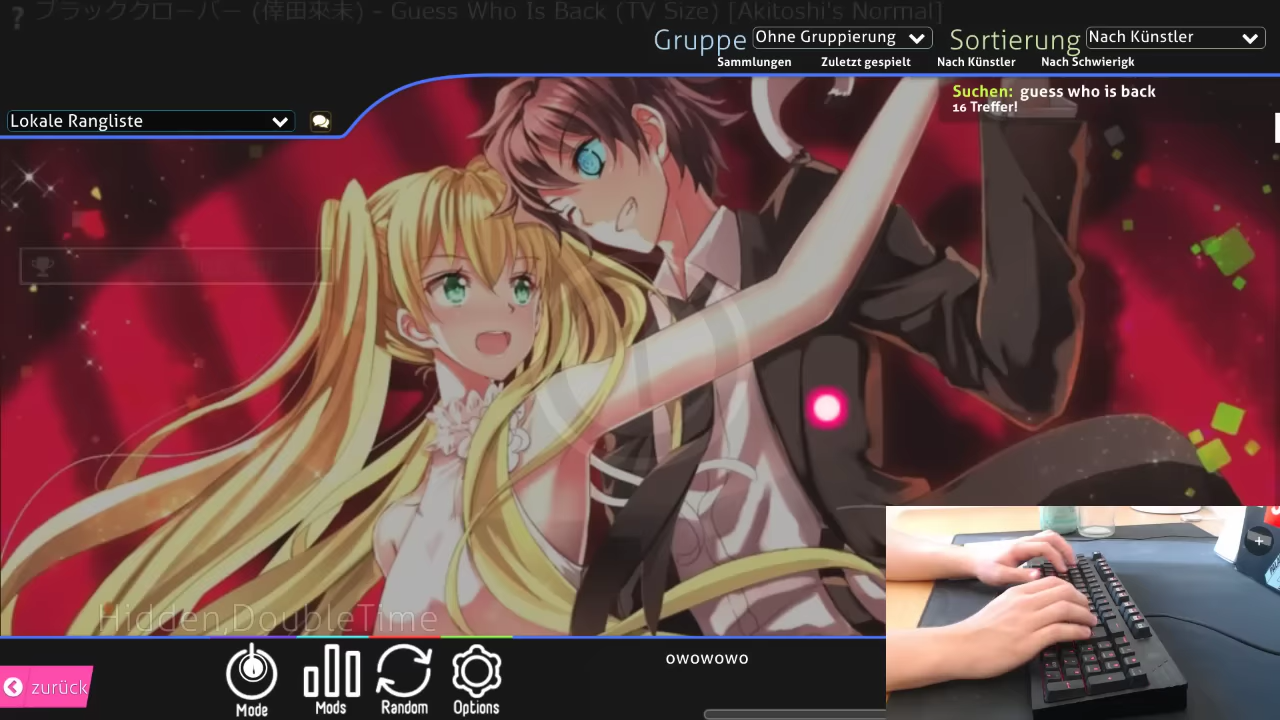 ブラッククローバー (倖田來未) - Guess Who Is Back (TV Size) [Akitoshi's Normal]
Gruppe Ohne Gruppierung Sortierung Nach Künstler
Sammlungen Zuletzt gespielt Nach Künstler Nach Schwierigk
Suchen: guess who is back
16 Treffer!
Lokale Rangliste
Hidden,DoubleTime
owowowo
zurück
Mode Mods Random Options